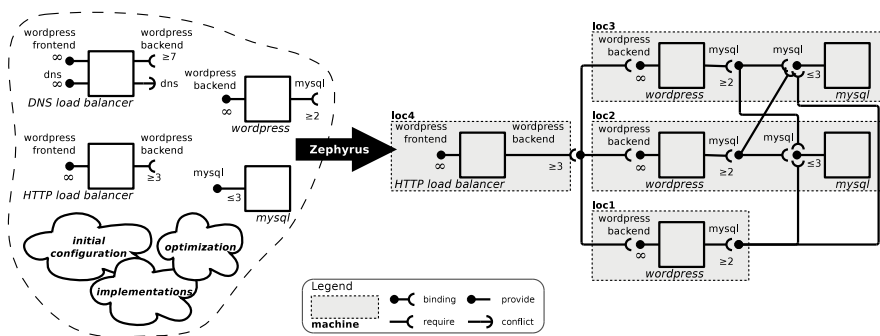 wordpress frontend
∞
wordpress backend
≥7
dns
∞
dns
DNS load balancer
wordpress backend
∞
mysql
≥2
wordpress
wordpress frontend
∞
wordpress backend
≥3
HTTP load balancer
mysql
≤3
mysql
initial configuration
optimization
implementations
Zephyrus
loc4
wordpress frontend
∞
wordpress backend
≥3
HTTP load balancer
loc3
wordpress backend
∞
mysql
≥2
wordpress
mysql
≤3
mysql
loc2
wordpress backend
∞
mysql
≥2
wordpress
mysql
≤3
mysql
loc1
wordpress backend
∞
mysql
≥2
wordpress
Legend
machine
binding
provide
require
conflict